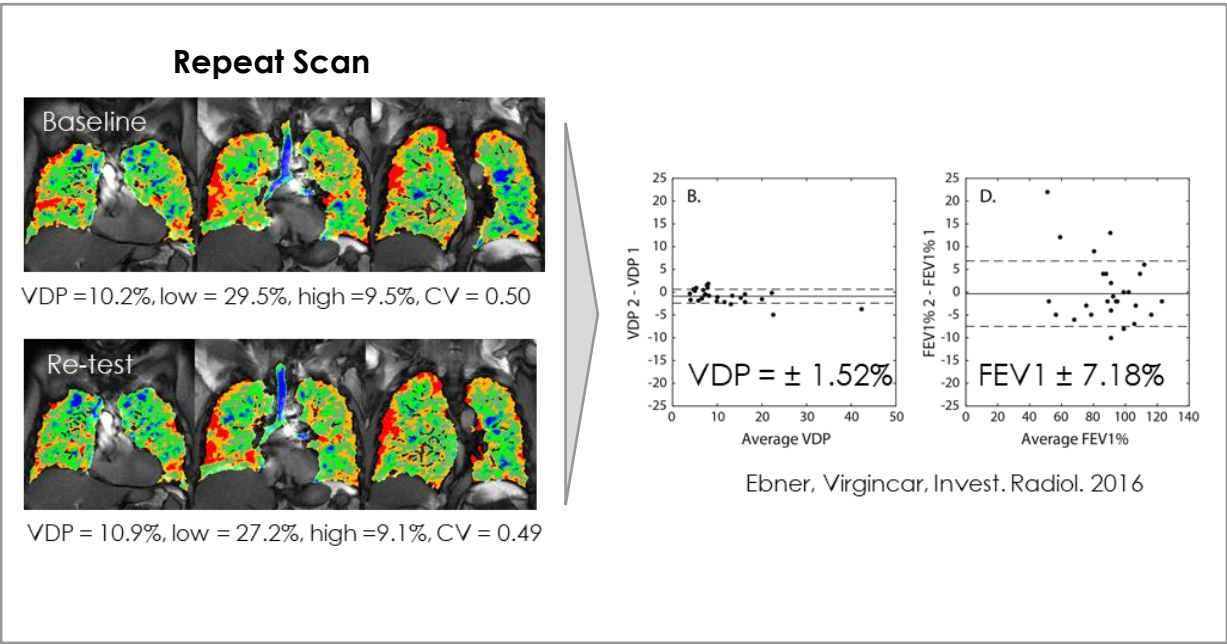 Repeat Scan
Baseline
VDP =10.2%, low = 29.5%, high =9.5%, CV = 0.50
Re-test
VDP = 10.9%, low = 27.2%, high =9.1%, CV = 0.49
B.
VDP 2 - VDP 1
25
20
15
10
5
0
-5
-10
-15
-20
-25
VDP = ± 1.52%
0 10 20 30 40 50
Average VDP
D.
FEV1% 2 - FEV1% 1
25
20
15
10
5
0
-5
-10
-15
-20
-25
FEV1 ± 7.18%
0 20 40 60 80 100 120 140
Average FEV1%
Ebner, Virgincar, Invest. Radiol. 2016